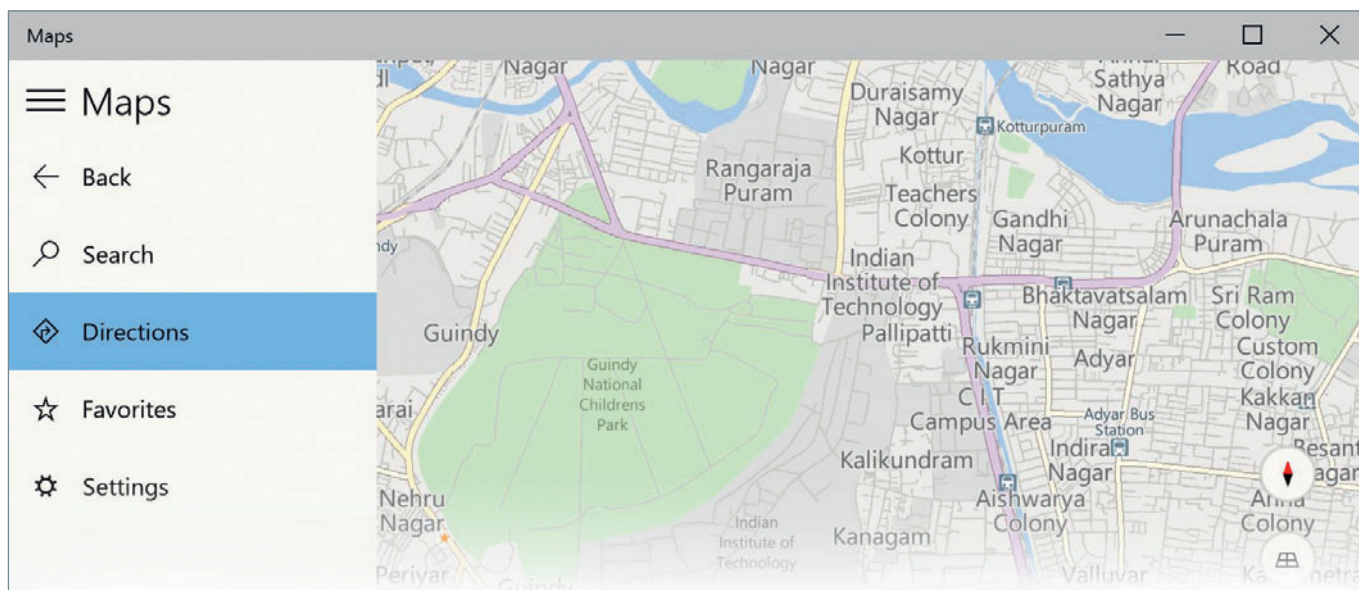 Maps
Maps
Back
Search
Directions
Favorites
Settings
Nagar
Nagar
Duraisamy
Nagar
Sathya
Nagar
Road
Kotturpuram
Kottur
Rangaraja
Puram
Teachers
Colony
Gandhi
Nagar
Arunachala
Puram
Indian
Institute of
Technology
Pallipatti
Bhaktavatsalam
Nagar
Sri Ram
Colony
Guindy
Rukmini
Nagar
Adyar
Custom
Colony
Guindy
National
Childrens
Park
C I T
Campus Area
Adyar Bus
Station
Kakkan
Nagar
Kalikundram
Indira
Nagar
Besant
Nehru
Nagar
Aishwarya
Colony
Anna
Colony
Indian
Institute of
Technology
Kanagam
Periyar
Guindy
Valluvar